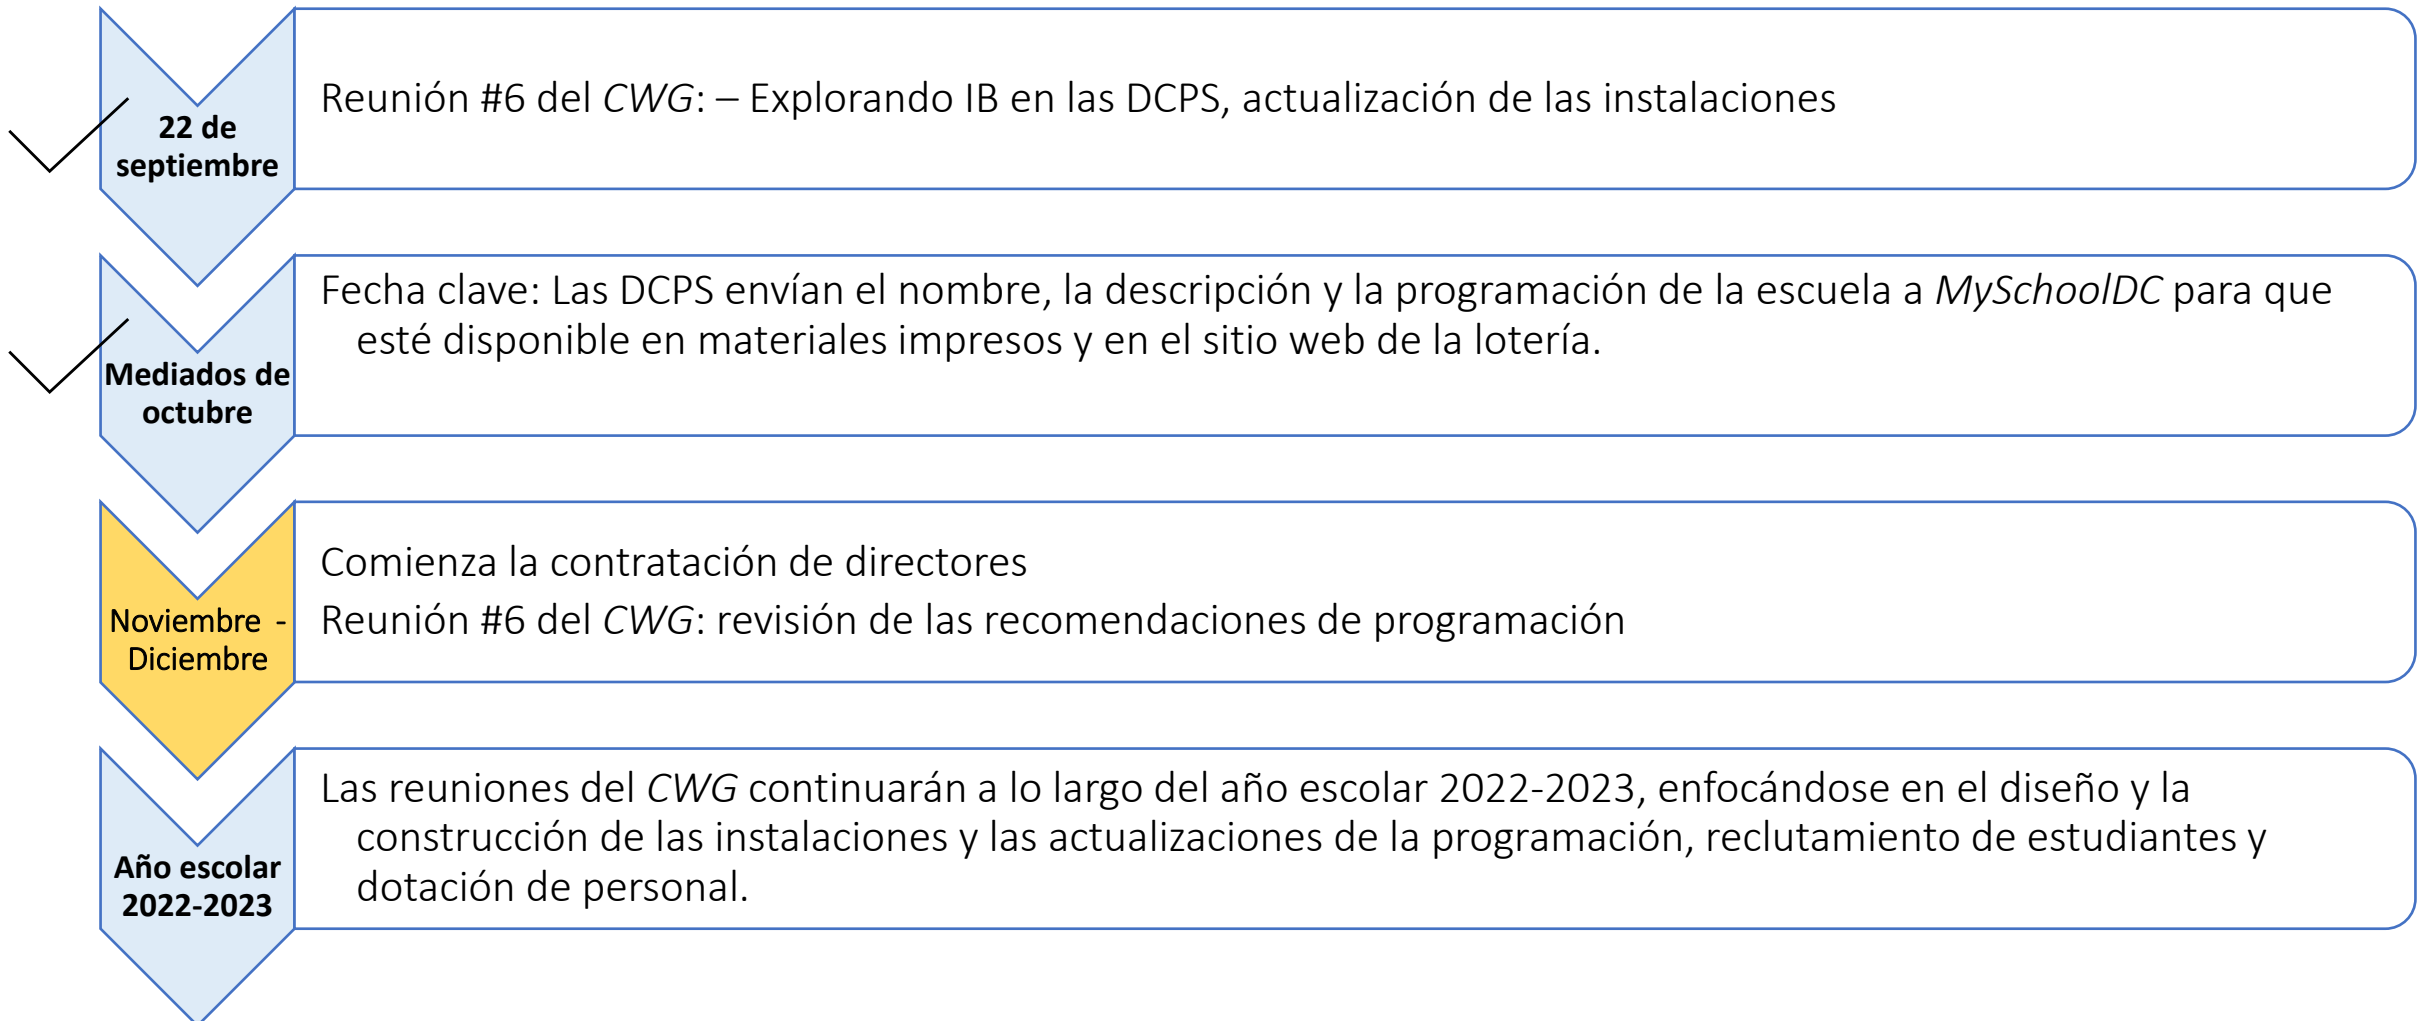 22 de
septiembre
Reunión #6 del CWG: – Explorando IB en las DCPS, actualización de las instalaciones
Mediados de
octubre
Fecha clave: Las DCPS envían el nombre, la descripción y la programación de la escuela a MySchoolDC para que
esté disponible en materiales impresos y en el sitio web de la lotería.
Noviembre -
Diciembre
Comienza la contratación de directores
Reunión #6 del CWG: revisión de las recomendaciones de programación
Año escolar
2022-2023
Las reuniones del CWG continuarán a lo largo del año escolar 2022-2023, enfocándose en el diseño y la
construcción de las instalaciones y las actualizaciones de la programación, reclutamiento de estudiantes y
dotación de personal.